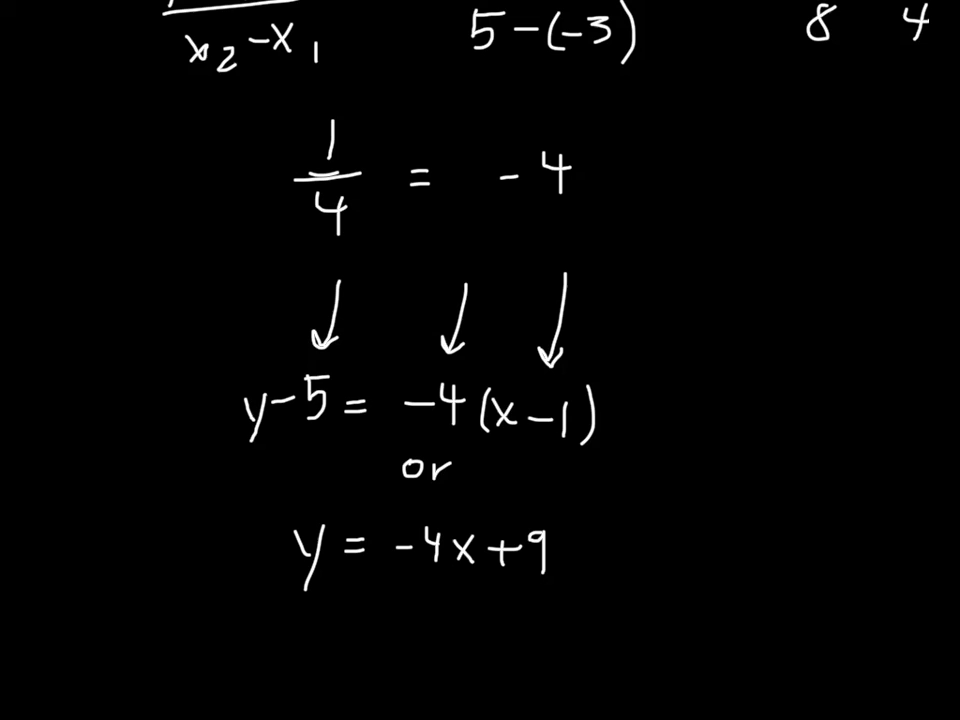 x₂-x₁ 5-(-3) 8 4
1/4 = -4
y-5 = -4(x-1)
or
y = -4x+9